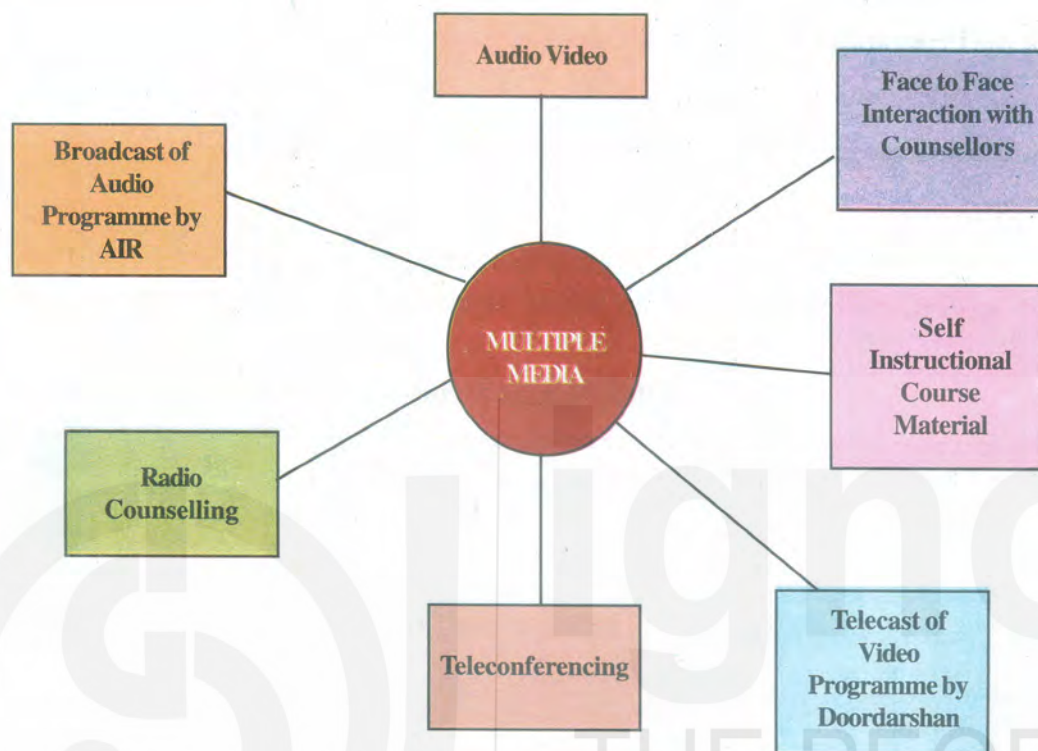 Audio Video
Face to Face
Interaction with
Counsellors
Broadcast of
Audio
Programme by
AIR
MULTIPLE
MEDIA
Self
Instructional
Course
Material
Radio
Counselling
Teleconferencing
Telecast of
Video
Programme by
Doordarshan
igno